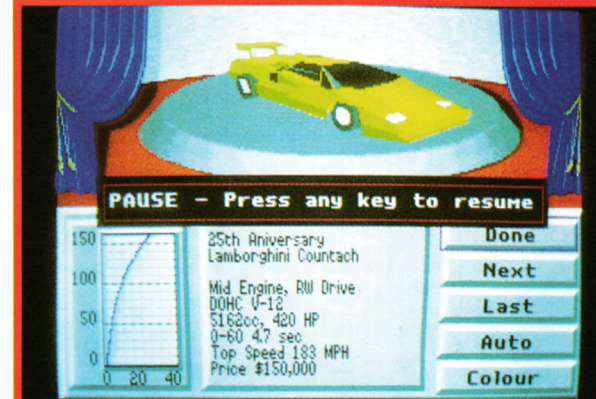 PAUSE - Press any key to resume
150
100
50
0
0 20 40
25th Aniversary
Lamborghini Countach
Mid Engine, RW Drive
DOHC V-12
5162cc, 420 HP
0-60 4.7 sec
Top Speed 183 MPH
Price $150,000
Done
Next
Last
Auto
Colour